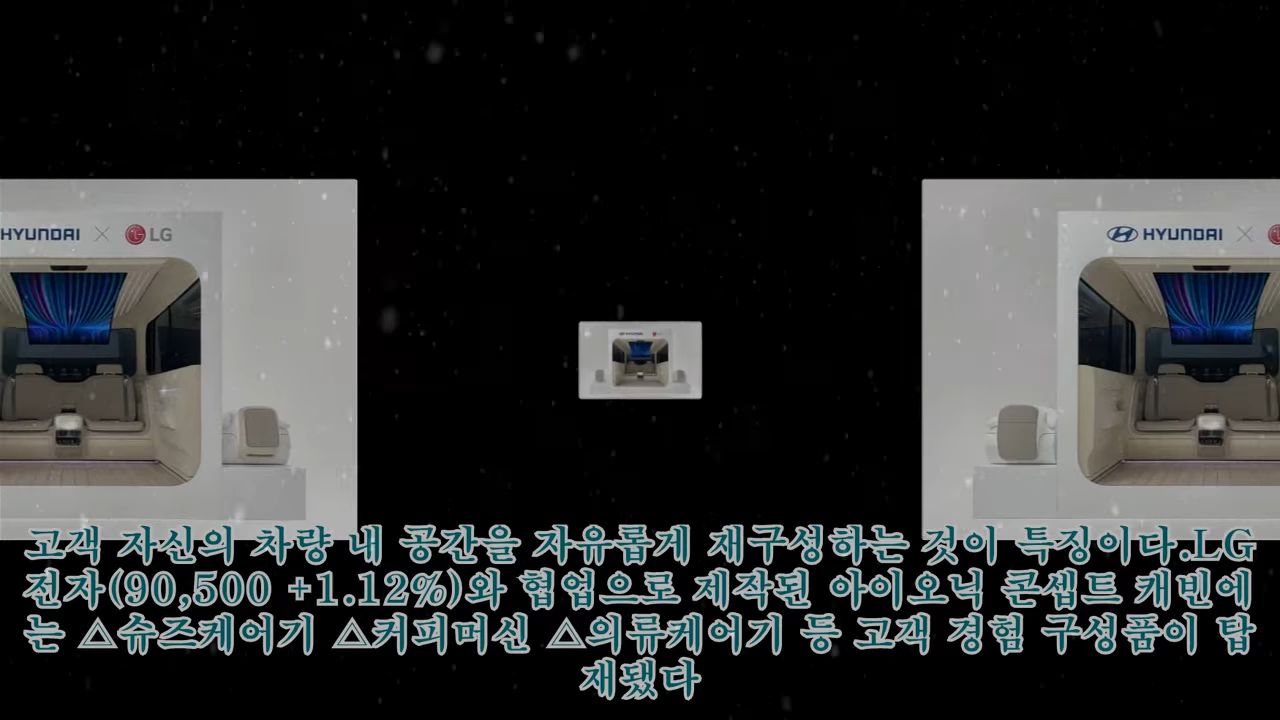 HYUNDAI × LG
HYUNDAI ×
고객 자신의 차량 내 공간을 자유롭게 재구성하는 것이 특징이다.LG
전자(90,500 +1.12%)와 협업으로 제작된 아이오닉 콘셉트 캐빈에
는 △슈즈케어기 △커피머신 △의류케어기 등 고객 경험 구성품이 탑
재됐다